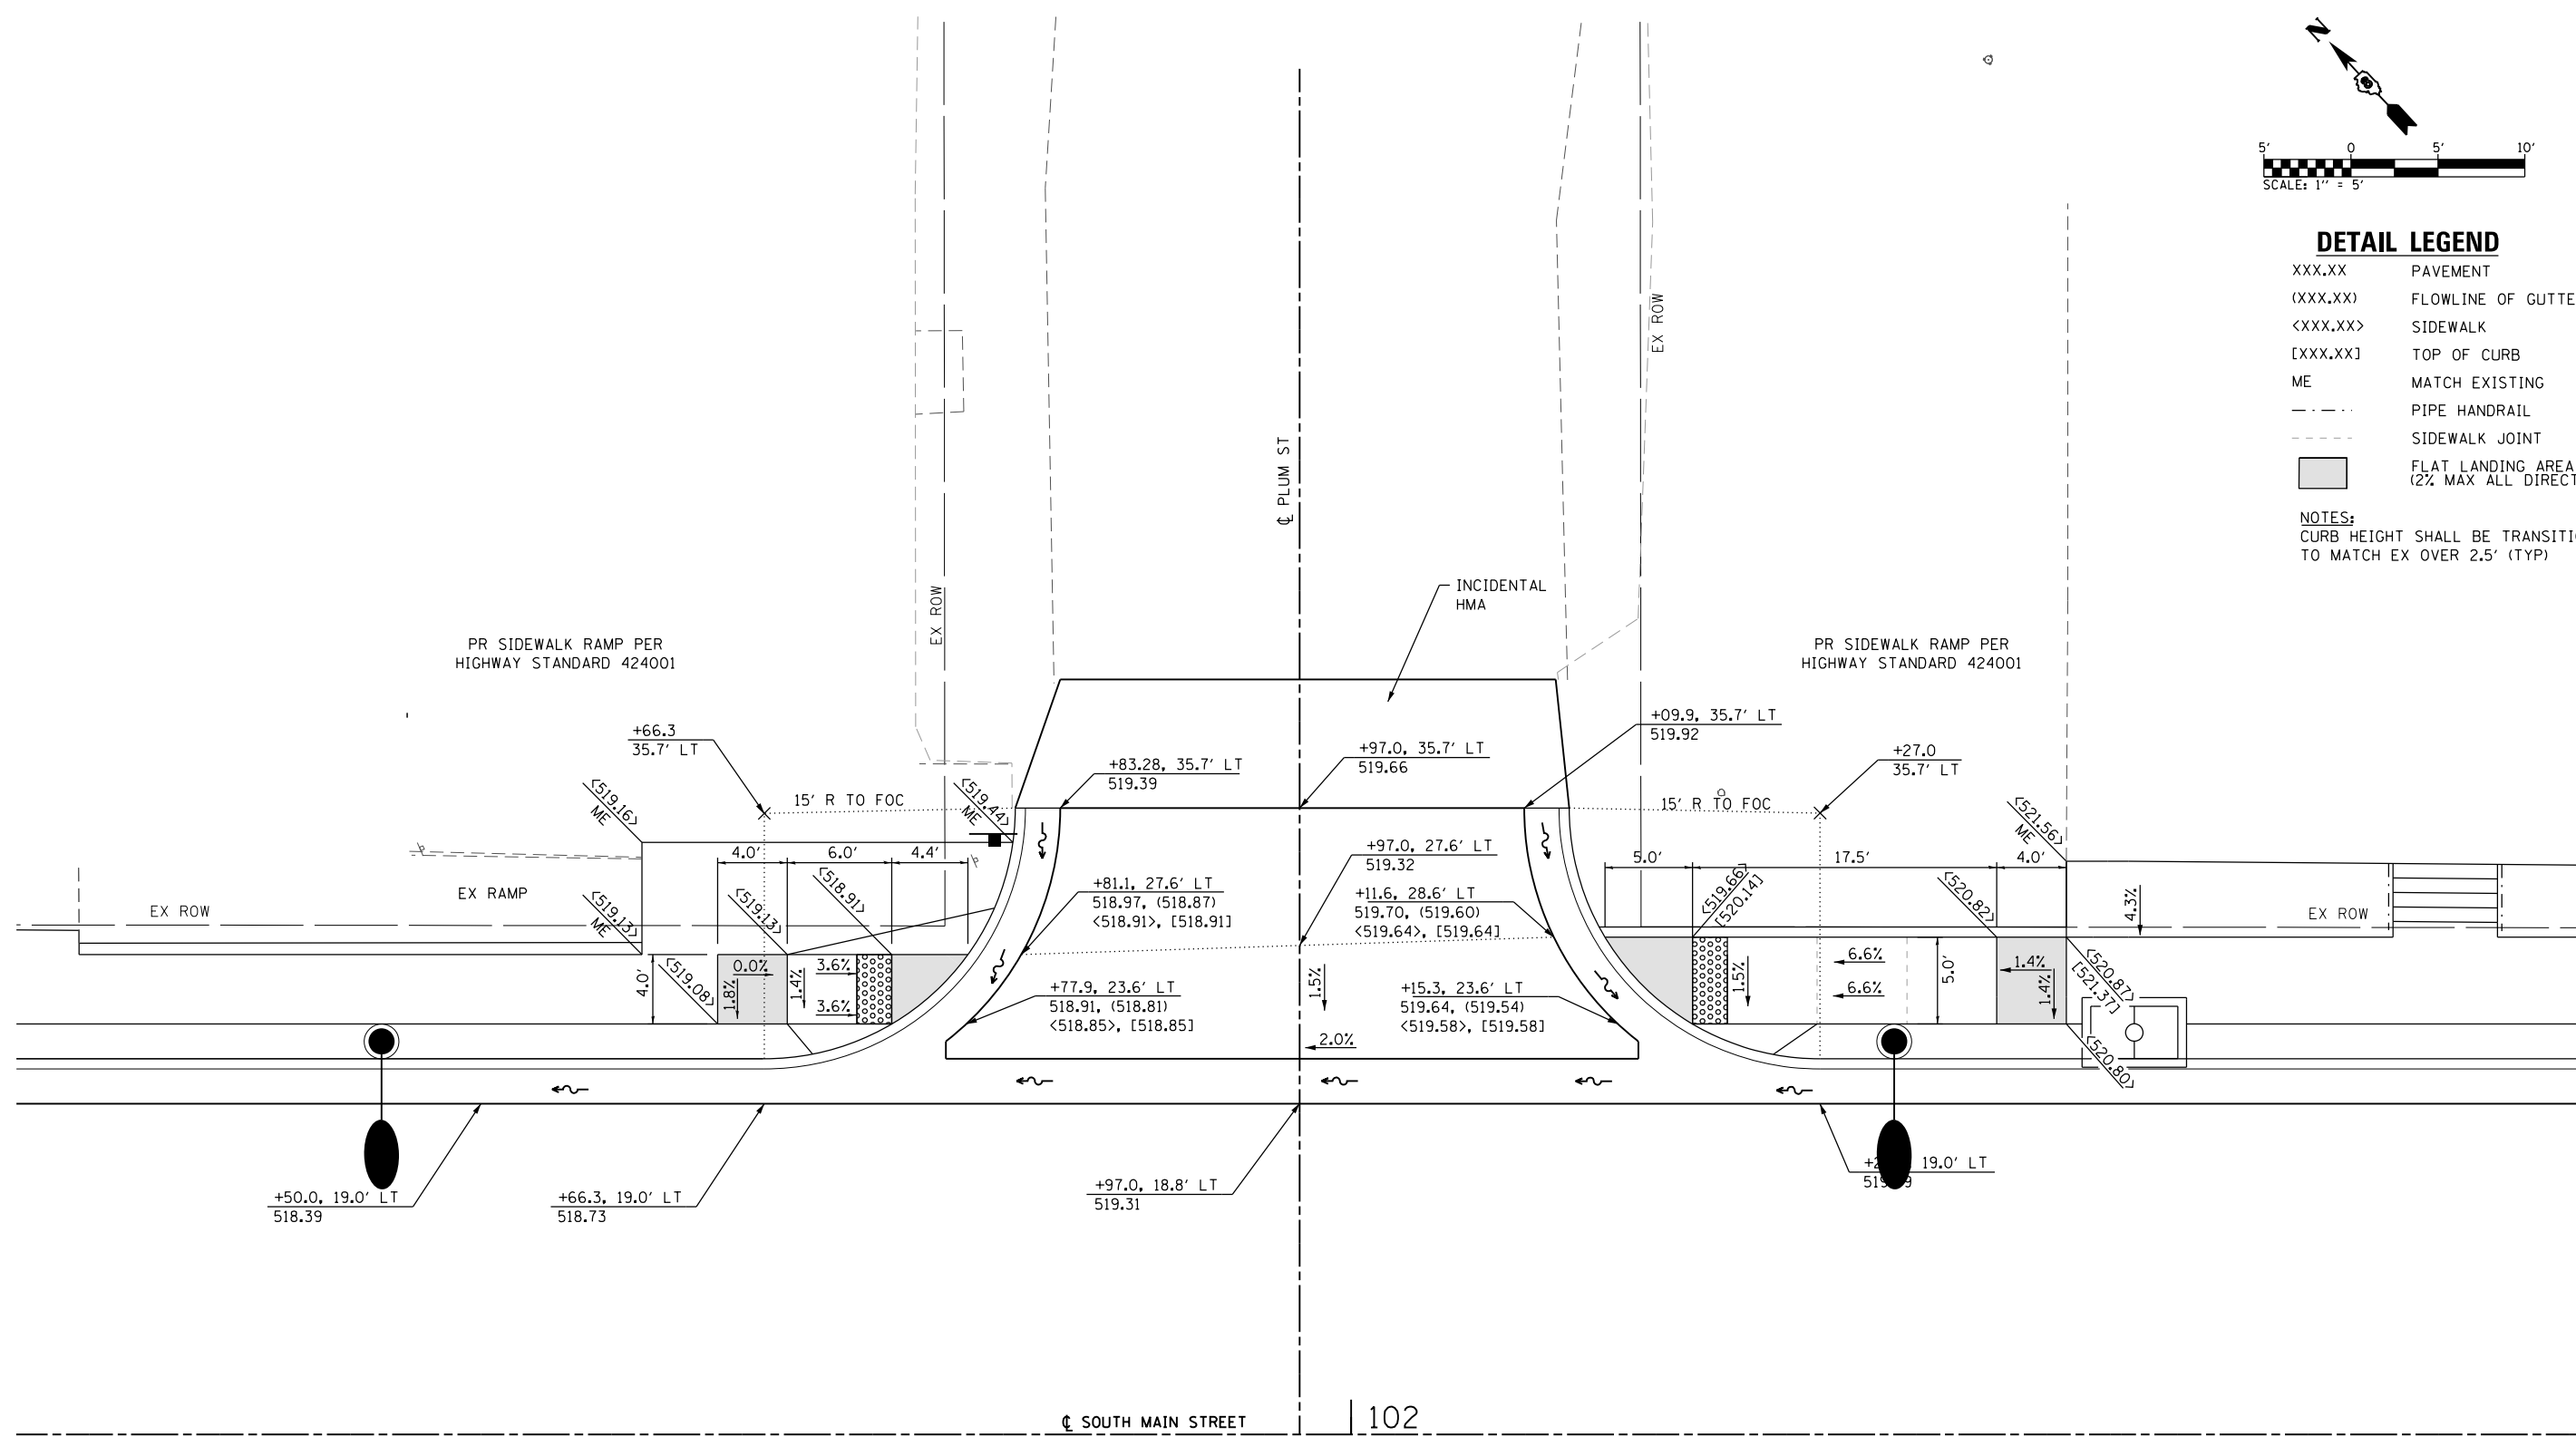 N
5' 0 5' 10'
SCALE: 1'' = 5'
DETAIL LEGEND
XXX.XX PAVEMENT
(XXX.XX) FLOWLINE OF
<XXX.XX> SIDEWALK
[XXX.XX] TOP OF CURB
ME MATCH EXISTING
PIPE HANDRAIL
SIDEWALK JOINT
FLAT LANDING AREA
(2% MAX ALL
NOTES:
CURB HEIGHT SHALL BE
TO MATCH EX OVER 2.5' (TYP)
EX ROW
℄ PLUM ST
EX ROW
INCIDENTAL
HMA
PR SIDEWALK RAMP PER
HIGHWAY STANDARD 424001
PR SIDEWALK RAMP PER
HIGHWAY STANDARD 424001
+66.3
35.7' LT
+83.28, 35.7' LT
519.39
+97.0, 35.7' LT
519.66
+09.9, 35.7' LT
519.92
+27.0
35.7' LT
15' R TO FOC
15' R TO FOC
<519.16>
ME
<519.44>
ME
<521.56>
ME
4.0' 6.0' 4.4'
5.0' 17.5' 4.0'
+97.0, 27.6' LT
519.32
+81.1, 27.6' LT
518.97, (518.87)
<518.91>, [518.91]
+11.6, 28.6' LT
519.70, (519.60)
<519.64>, [519.64]
EX ROW
EX RAMP
<519.13>
ME
<519.13>
<518.91>
<519.66>
[520.14]
<520.82>
4.3%
EX ROW
4.0'
<519.08>
0.0%
1.8%
1.4%
3.6%
3.6%
+77.9, 23.6' LT
518.91, (518.81)
<518.85>, [518.85]
1.5%
2.0%
+15.3, 23.6' LT
519.64, (519.54)
<519.58>, [519.58]
1.5%
6.6%
6.6%
5.0'
1.4%
1.4%
<520.87>
[521.37]
<520.80>
+50.0, 19.0' LT
518.39
+66.3, 19.0' LT
518.73
+97.0, 18.8' LT
519.31
19.0' LT
℄ SOUTH MAIN STREET
102